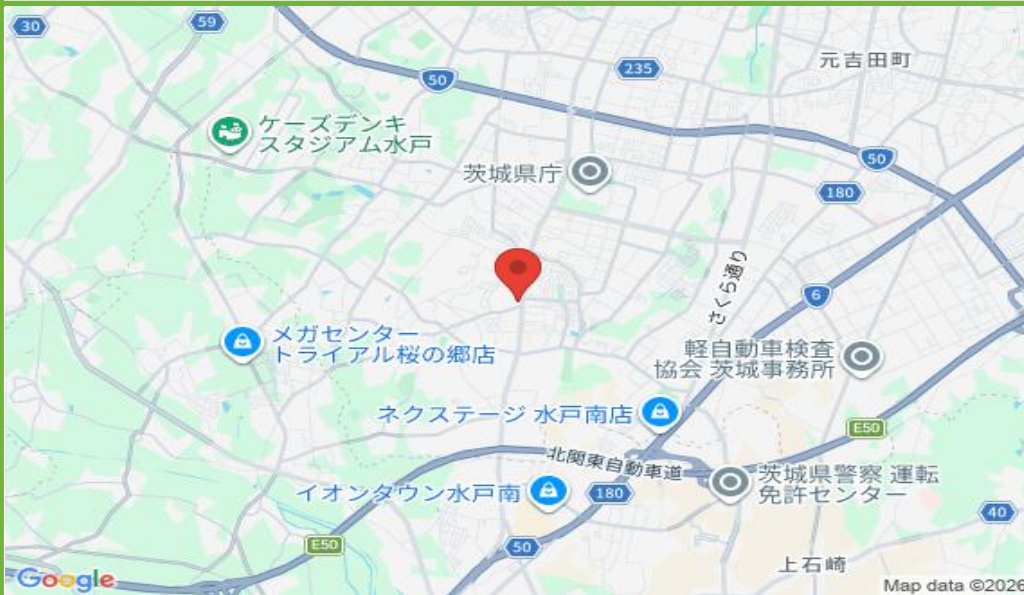 30
59
50
235
元吉田町
ケーズデンキ
スタジアム水戸
茨城県庁
50
180
さくら通り
6
メガセンター
トライアル桜の郷店
軽自動車検査
協会 茨城事務所
ネクステージ 水戸南店
E50
北関東自動車道
茨城県警察 運転
免許センター
イオンタウン水戸南
180
40
E50
50
上石崎
Google
Map data ©2026